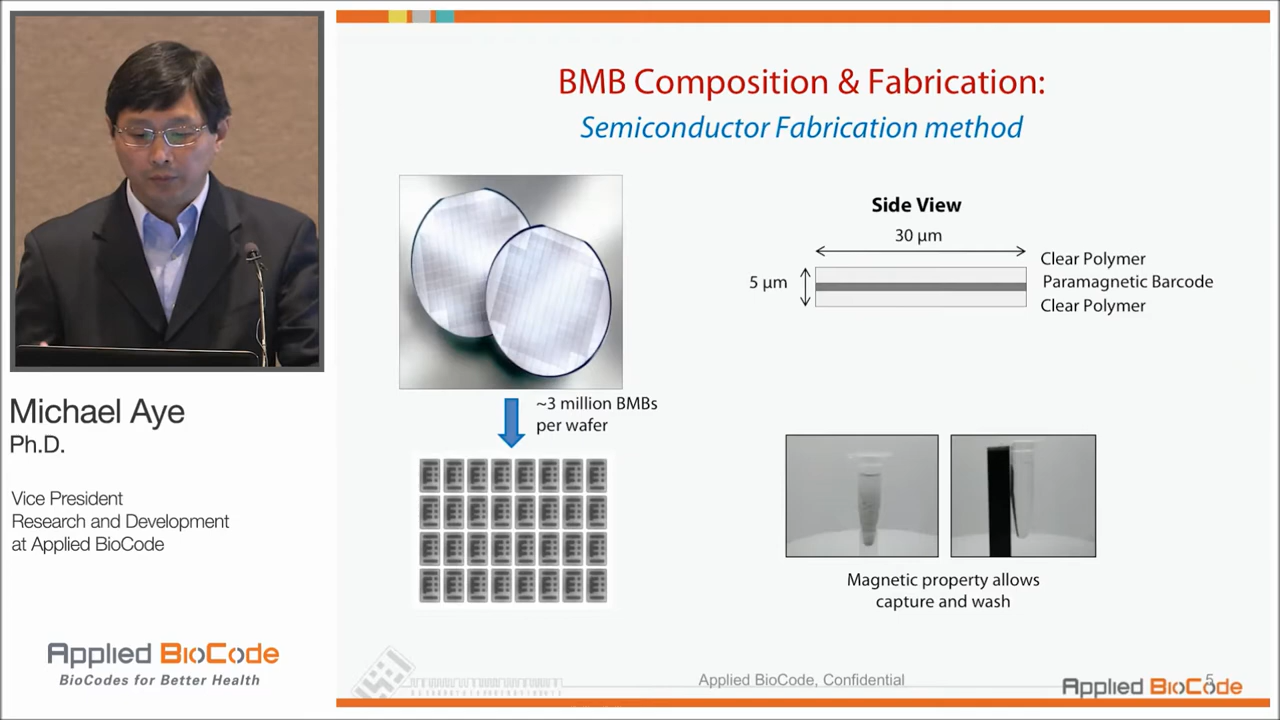 BMB Composition & Fabrication:
Semiconductor Fabrication method
Side View
30 µm
5 µm
Clear Polymer
Paramagnetic Barcode
Clear Polymer
~3 million BMBs
per wafer
Magnetic property allows
capture and wash
Michael Aye
Ph.D.
Vice President
Research and Development
at Applied BioCode
Applied BioCode
BioCodes for Better Health
Applied BioCode, Confidential
5
Applied BioCode